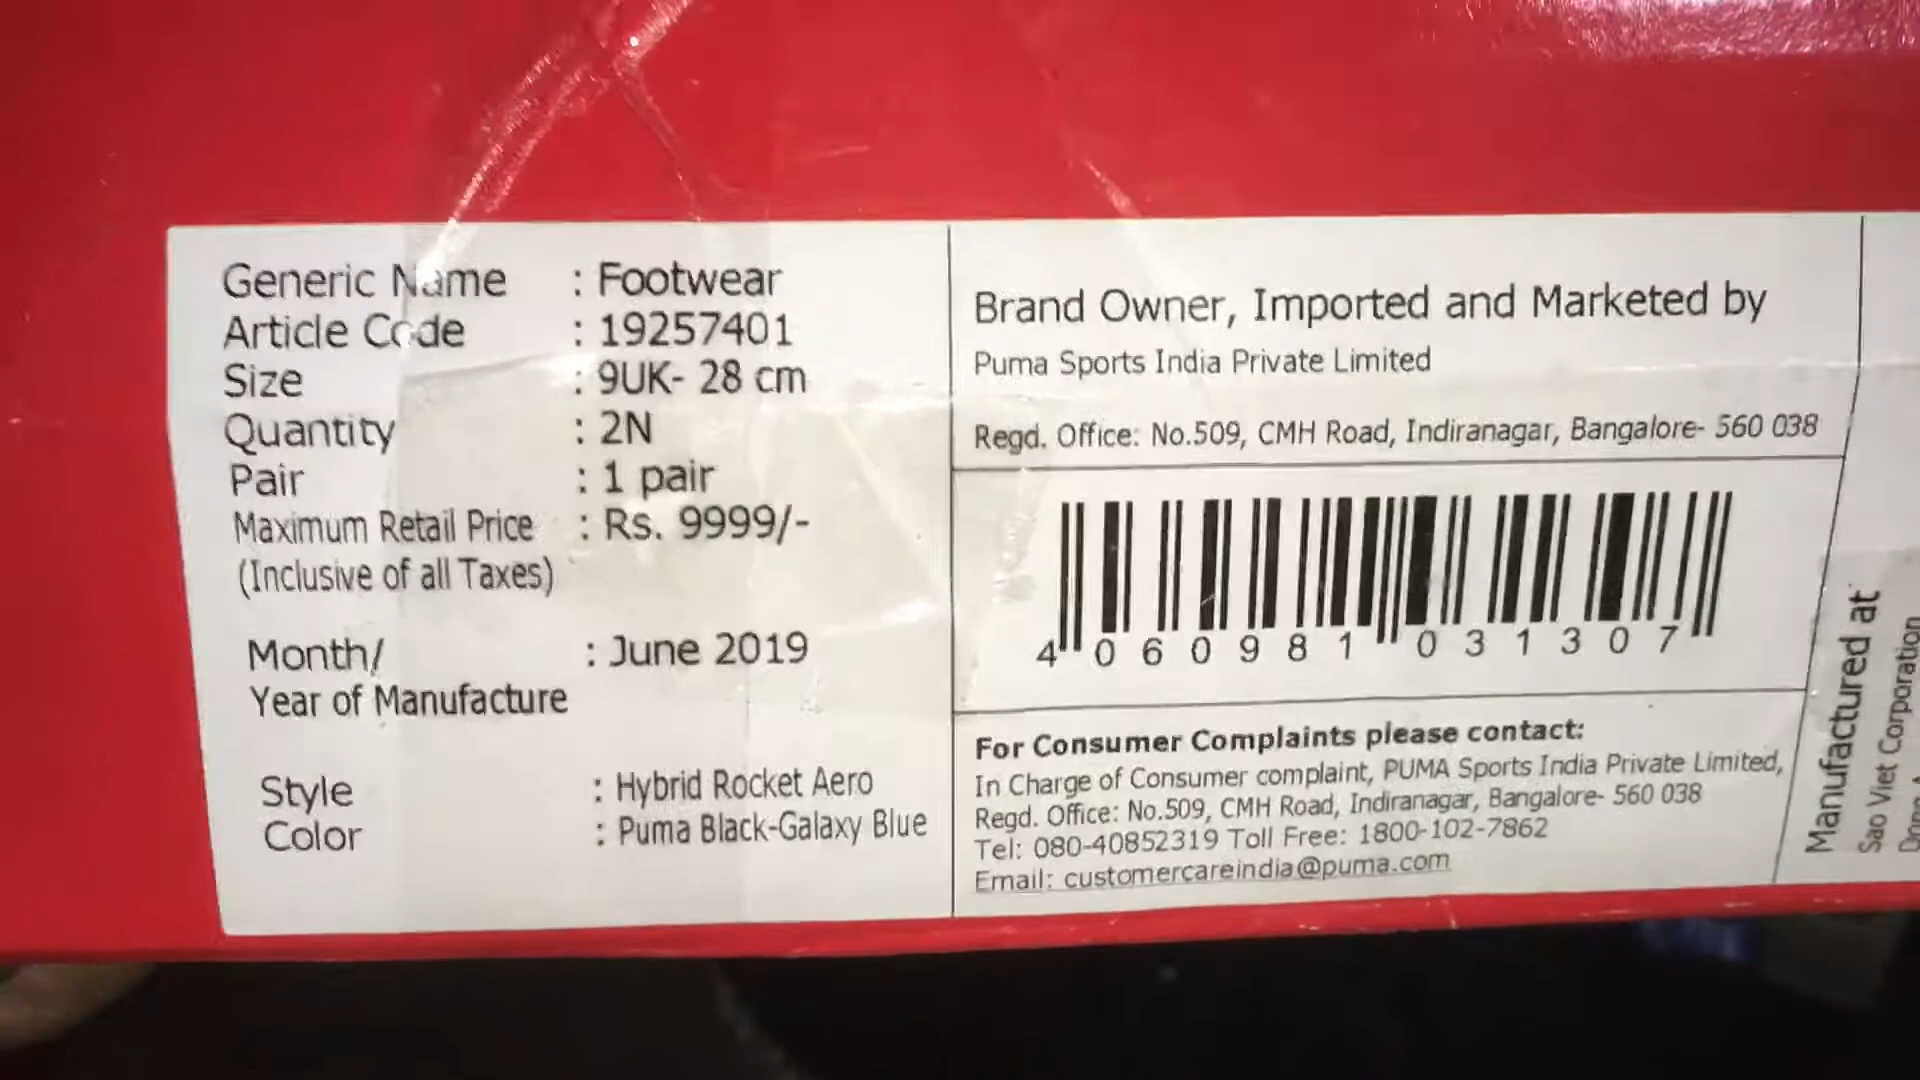 Generic Name : Footwear
Article Code : 19257401
Size : 9UK- 28 cm
Quantity : 2N
Pair : 1 pair
Maximum Retail Price : Rs. 9999/-
(Inclusive of all Taxes)
Month/ : June 2019
Year of Manufacture
Style : Hybrid Rocket Aero
Color : Puma Black-Galaxy Blue
Brand Owner, Imported and Marketed by
Puma Sports India Private Limited
Regd. Office: No.509, CMH Road, Indiranagar, Bangalore- 560 038
4 060981 031307
For Consumer Complaints please contact:
In Charge of Consumer complaint, PUMA Sports India Private Limited,
Regd. Office: No.509, CMH Road, Indiranagar, Bangalore- 560 038
Tel: 080-40852319 Toll Free: 1800-102-7862
Email: customercareindia@puma.com
Manufactured at
Sao Viet Corporation